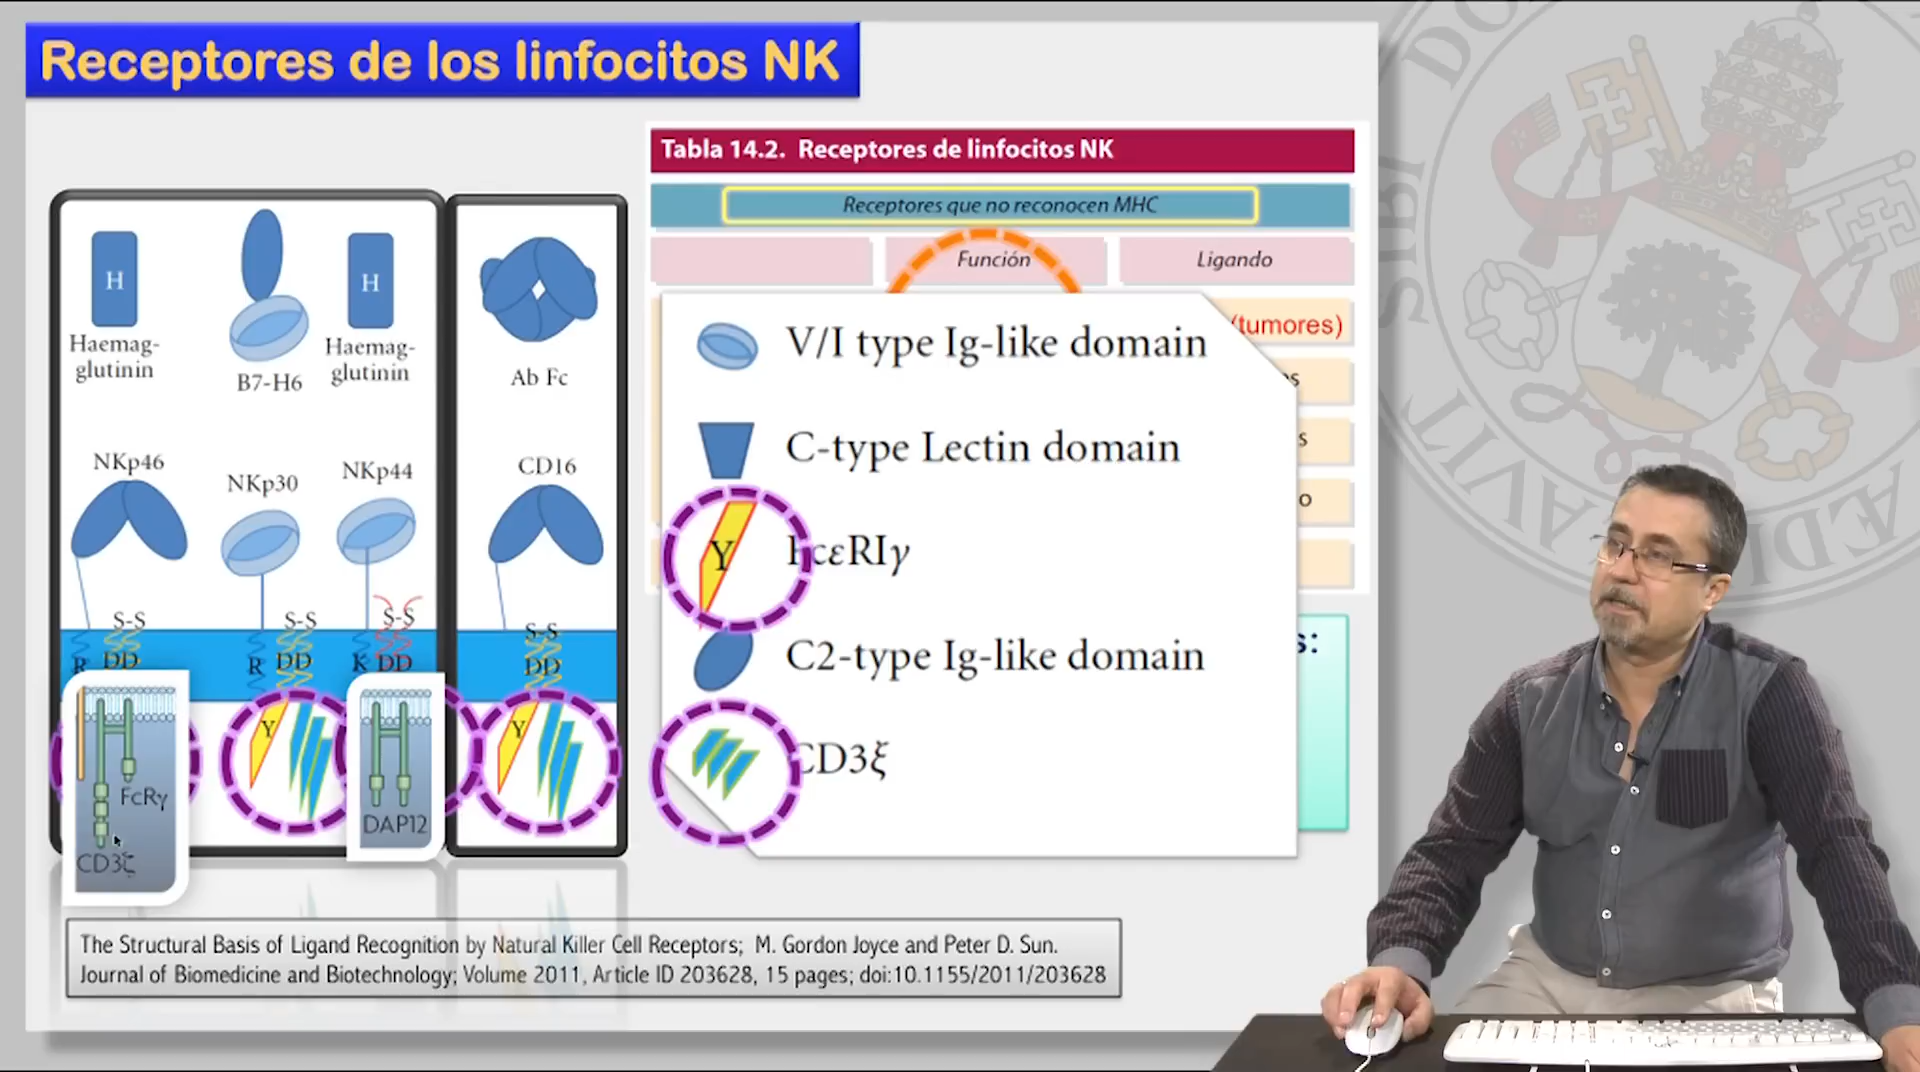 Receptores de los linfocitos NK
Tabla 14.2. Receptores de linfocitos NK
Receptores que no reconocen MHC
Función
Ligando
(tumores)
s
o
s:
H
Haemag-
glutinin
B7-H6
H
Haemag-
glutinin
Ab Fc
NKp46
NKp30
NKp44
CD16
S-S
S-S
S-S
S-S
R
DD
R
DD
K
DD
DD
Y
Y
FcRγ
CD3ξ
DAP12
V/I type Ig-like domain
C-type Lectin domain
Y
FcεRIγ
C2-type Ig-like domain
CD3ξ
The Structural Basis of Ligand Recognition by Natural Killer Cell Receptors; M. Gordon Joyce and Peter D. Sun.
Journal of Biomedicine and Biotechnology; Volume 2011, Article ID 203628, 15 pages; doi:10.1155/2011/203628